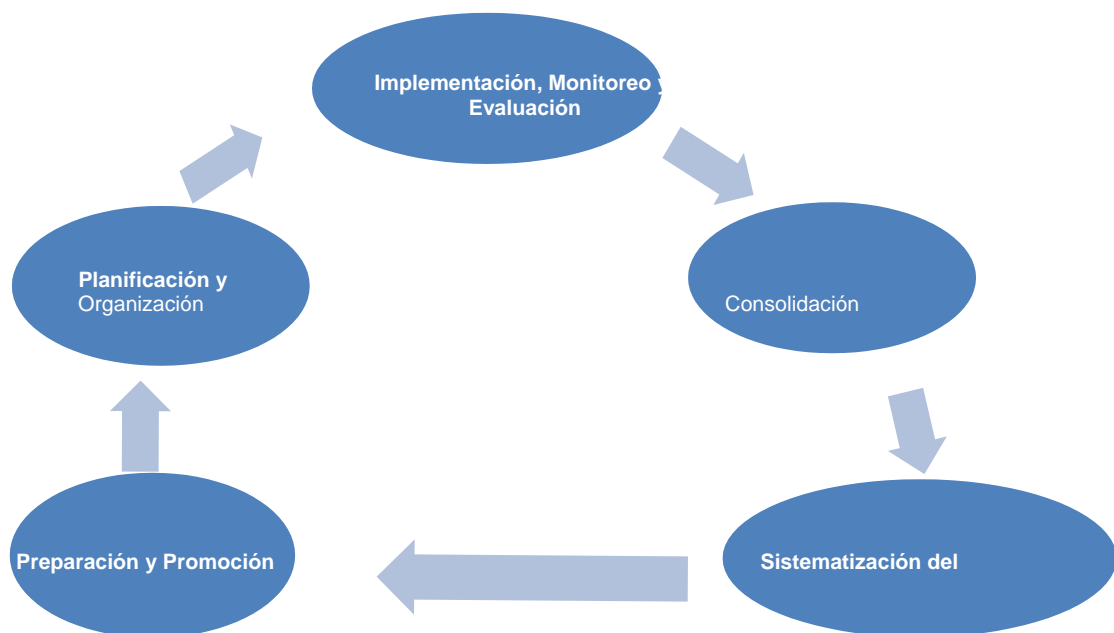 Implementación, Monitoreo y
Evaluación
Planificación y
Organización
Consolidación
Preparación y Promoción
Sistematización del